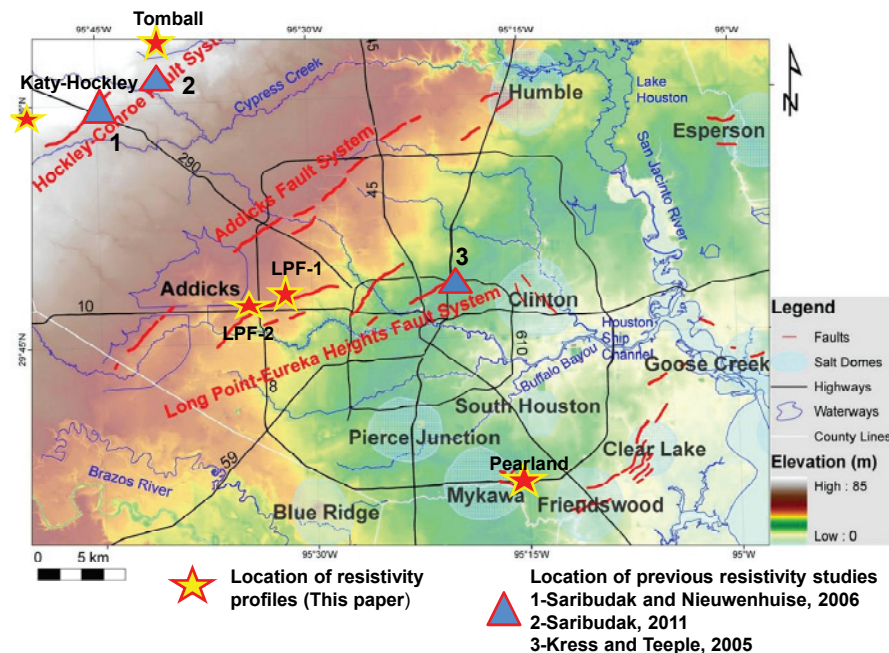 Tomball
95°45'W
95°15'W
95°W
Katy-Hockley
2
1
Hockley-Conroe Fault System
Cypress Creek
45
Humble
Lake
Houston
Esperson
San Jacinto River
290
Addicks Fault System
45
3
LPF-1
Addicks
LPF-2
10
Clinton
29°45'N
Long Point-Eureka Heights Fault System
610
Houston
Ship
Channel
Buffalo Bayou
Goose Creek
8
South Houston
Pierce Junction
Clear Lake
Pearland
59
Brazos River
Mykawa
Friendswood
Blue Ridge
95°30'W
95°15'W
95°W
0 5 km
Legend
Faults
Salt Domes
Highways
Waterways
County Lines
Elevation (m)
High : 85
Low : 0
Location of resistivity
profiles (This paper)
Location of previous resistivity studies
1-Saribudak and Nieuwenhuise, 2006
2-Saribudak, 2011
3-Kress and Teeple, 2005